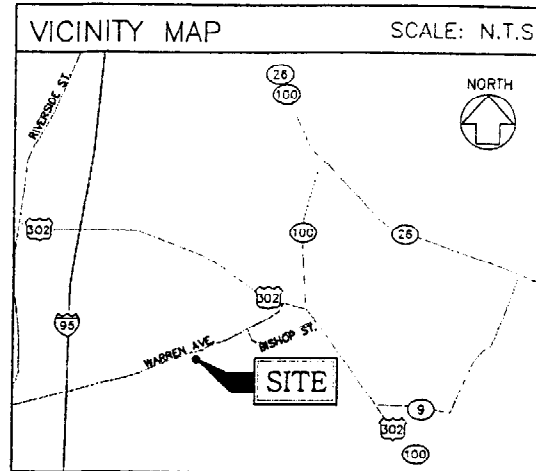 VICINITY MAP
SCALE: N.T.S
RIVERSIDE ST.
26
100
NORTH
302
100
26
302
95
WARREN AVE.
BISHOP ST.
SITE
9
302
100